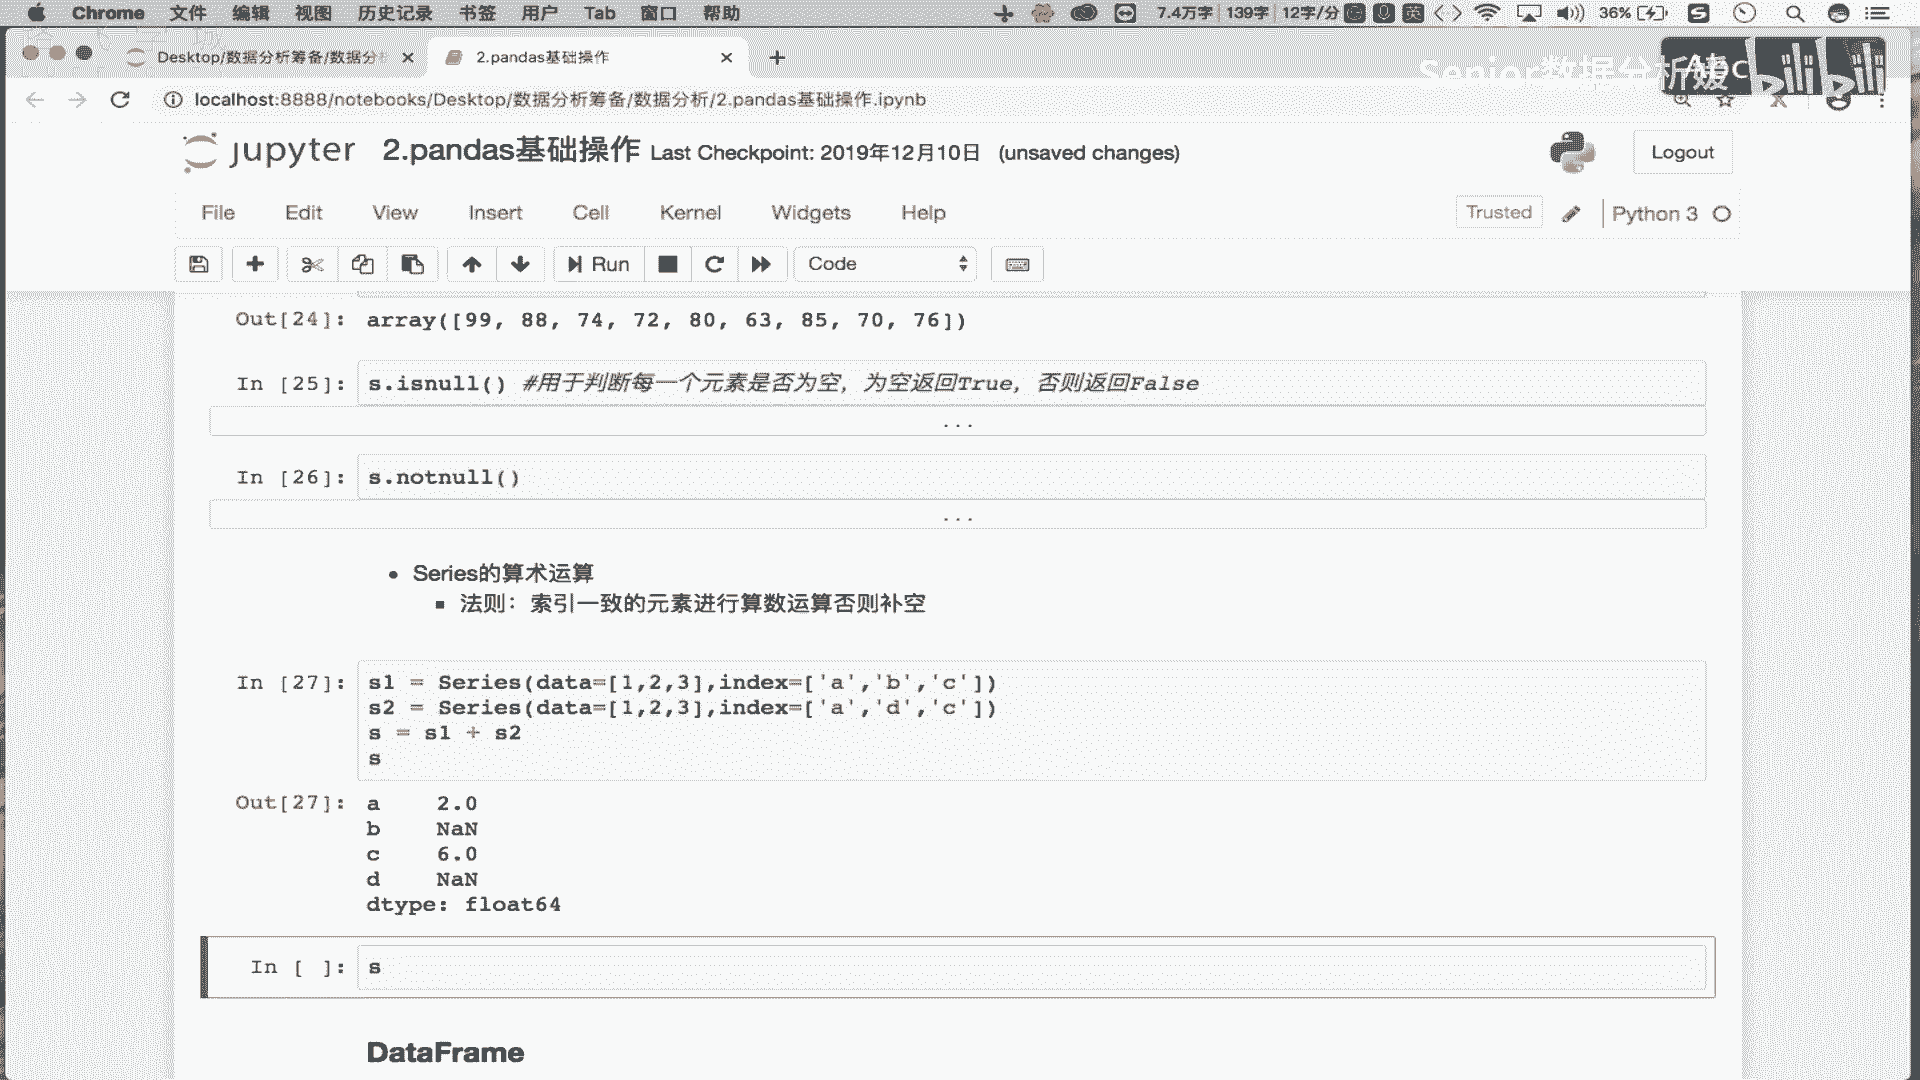 Chrome 文件 编辑 视图 历史记录 书签 用户 Tab 窗口 帮助 7.4万字 139字 12字/分 英 36%
Desktop/数据分析筹备/数据分析 2.pandas基础操作
Senior数据分析媛 bilibili
localhost:8888/notebooks/Desktop/数据分析筹备/数据分析/2.pandas基础操作.ipynb
jupyter 2.pandas基础操作 Last Checkpoint: 2019年12月10日 (unsaved changes) Logout
File Edit View Insert Cell Kernel Widgets Help Trusted Python 3
Run Code
Out[24]: array([99, 88, 74, 72, 80, 63, 85, 70, 76])
In [25]: s.isnull() #用于判断每一个元素是否为空，为空返回True，否则返回False
...
In [26]: s.notnull()
...
Series的算术运算
法则：索引一致的元素进行算数运算否则补空
In [27]: s1 = Series(data=[1,2,3],index=['a','b','c'])
s2 = Series(data=[1,2,3],index=['a','d','c'])
s = s1 + s2
s
Out[27]: a 2.0
b NaN
c 6.0
d NaN
dtype: float64
In [ ]: s
DataFrame